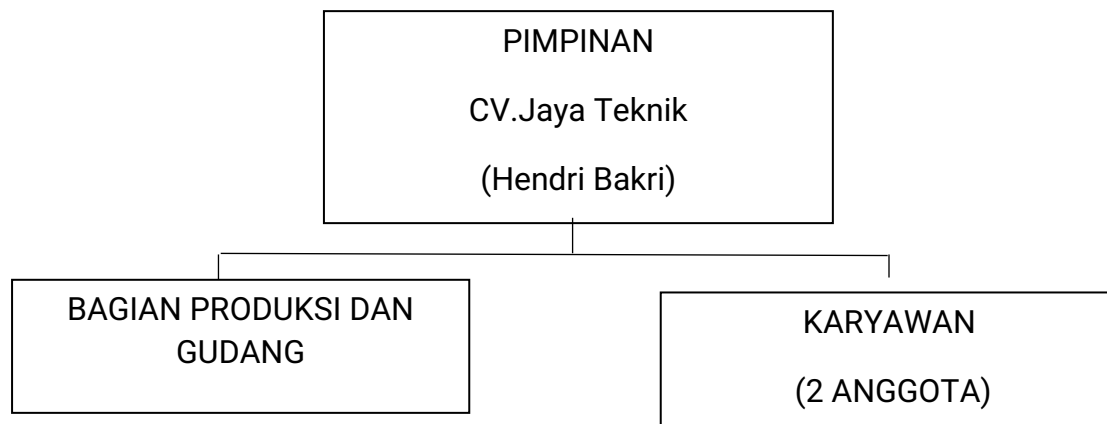 PIMPINAN
CV.Jaya Teknik
(Hendri Bakri)
BAGIAN PRODUKSI DAN
GUDANG
KARYAWAN
(2 ANGGOTA)